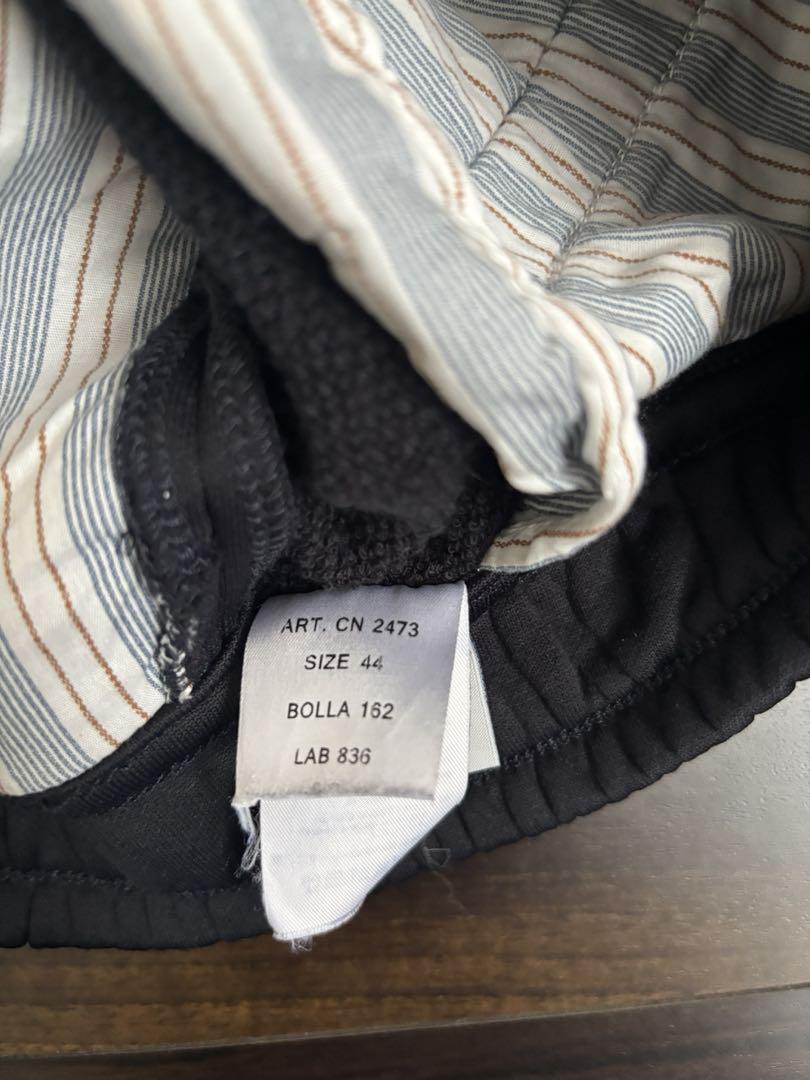 ART. CN 2473
SIZE 44
BOLLA 162
LAB 836